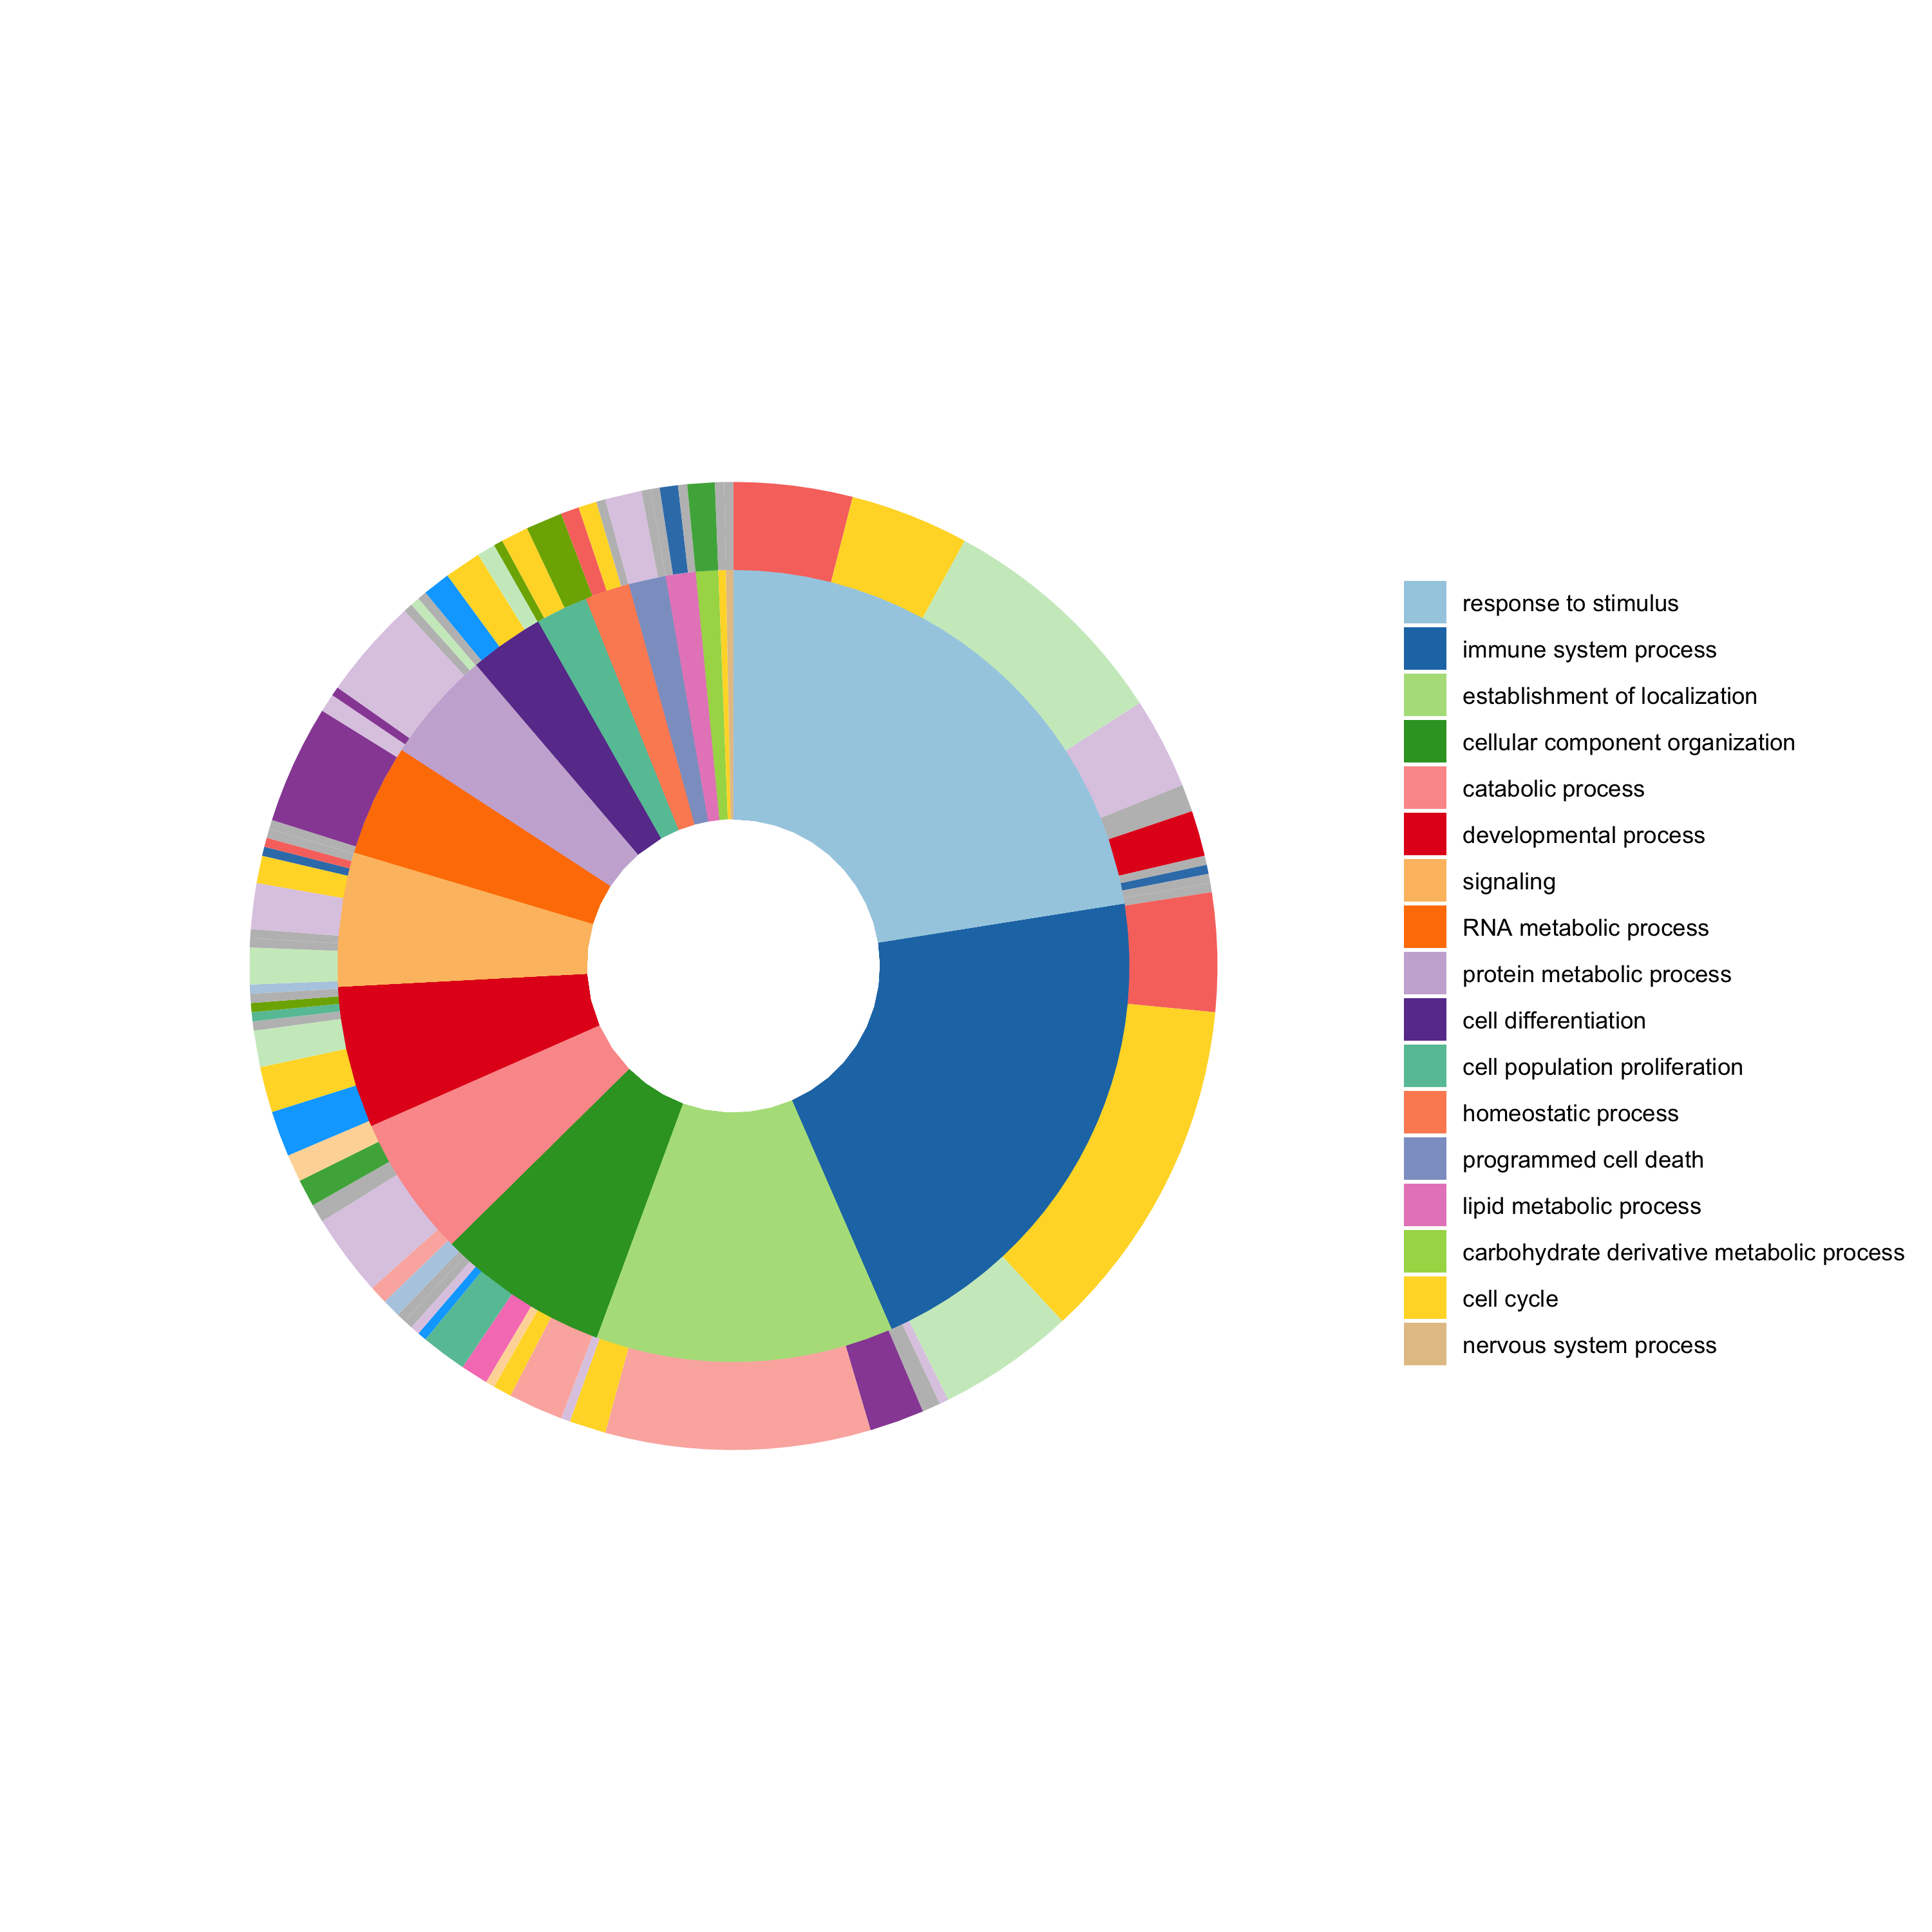 response to stimulus
immune system process
establishment of localization
cellular component organization
catabolic process
developmental process
signaling
RNA metabolic process
protein metabolic process
cell differentiation
cell population proliferation
homeostatic process
programmed cell death
lipid metabolic process
carbohydrate derivative metabolic process
cell cycle
nervous system process